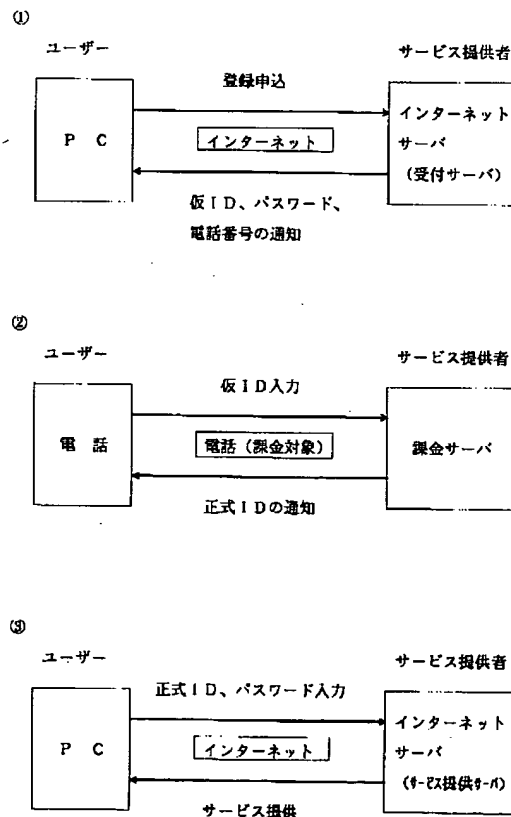 ①
ユーザー
サービス提供者
登録申込
P C
インターネット
インターネット
サーバ
(受付サーバ)
仮ID、パスワード、
電話番号の通知
②
ユーザー
サービス提供者
仮ID入力
電 話
電話(課金対象)
課金サーバ
正式IDの通知
③
ユーザー
サービス提供者
正式ID、パスワード入力
P C
インターネット
インターネット
サーバ
(サービス提供サーバ)
サービス提供